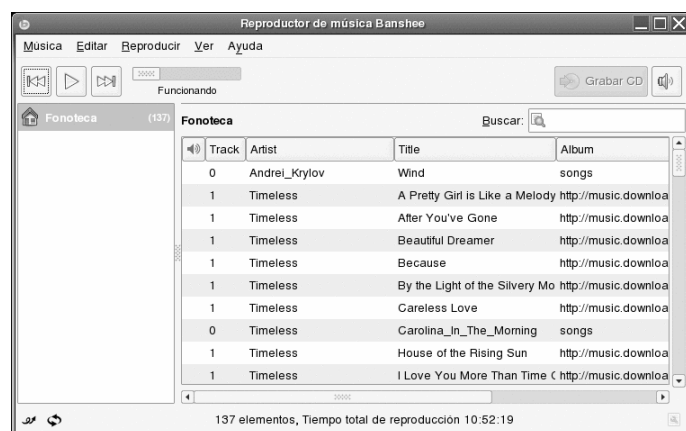 Reproductor de música Banshee
Música Editar Reproducir Ver Ayuda
Funcionando
Grabar CD
Fonoteca (137)
Fonoteca
Buscar:
Track Artist Title Album
0 Andrei_Krylov Wind songs
1 Timeless A Pretty Girl is Like a Melody http://music.downloa
1 Timeless After You've Gone http://music.downloa
1 Timeless Beautiful Dreamer http://music.downloa
1 Timeless Because http://music.downloa
1 Timeless By the Light of the Silvery Mo http://music.downloa
1 Timeless Careless Love http://music.downloa
0 Timeless Carolina_In_The_Morning songs
1 Timeless House of the Rising Sun http://music.downloa
1 Timeless I Love You More Than Time ( http://music.downloa
137 elementos, Tiempo total de reproducción 10:52:19